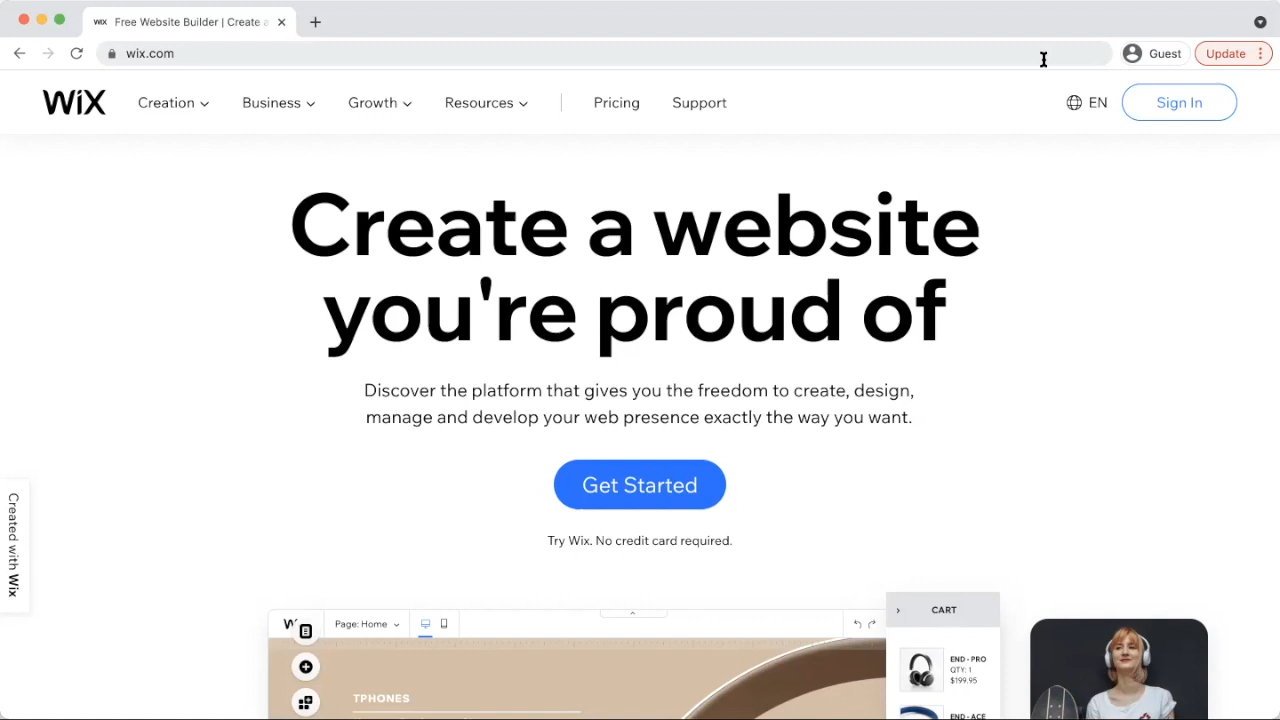 WiX Free Website Builder | Create a
wix.com
Guest
Update
WiX
Creation
Business
Growth
Resources
Pricing
Support
EN
Sign In
Create a website
you're proud of
Discover the platform that gives you the freedom to create, design,
manage and develop your web presence exactly the way you want.
Get Started
Try Wix. No credit card required.
Created with Wix
Page: Home
CART
END - PRO
QTY: 1
$199.95
TPHONES
END - ACE